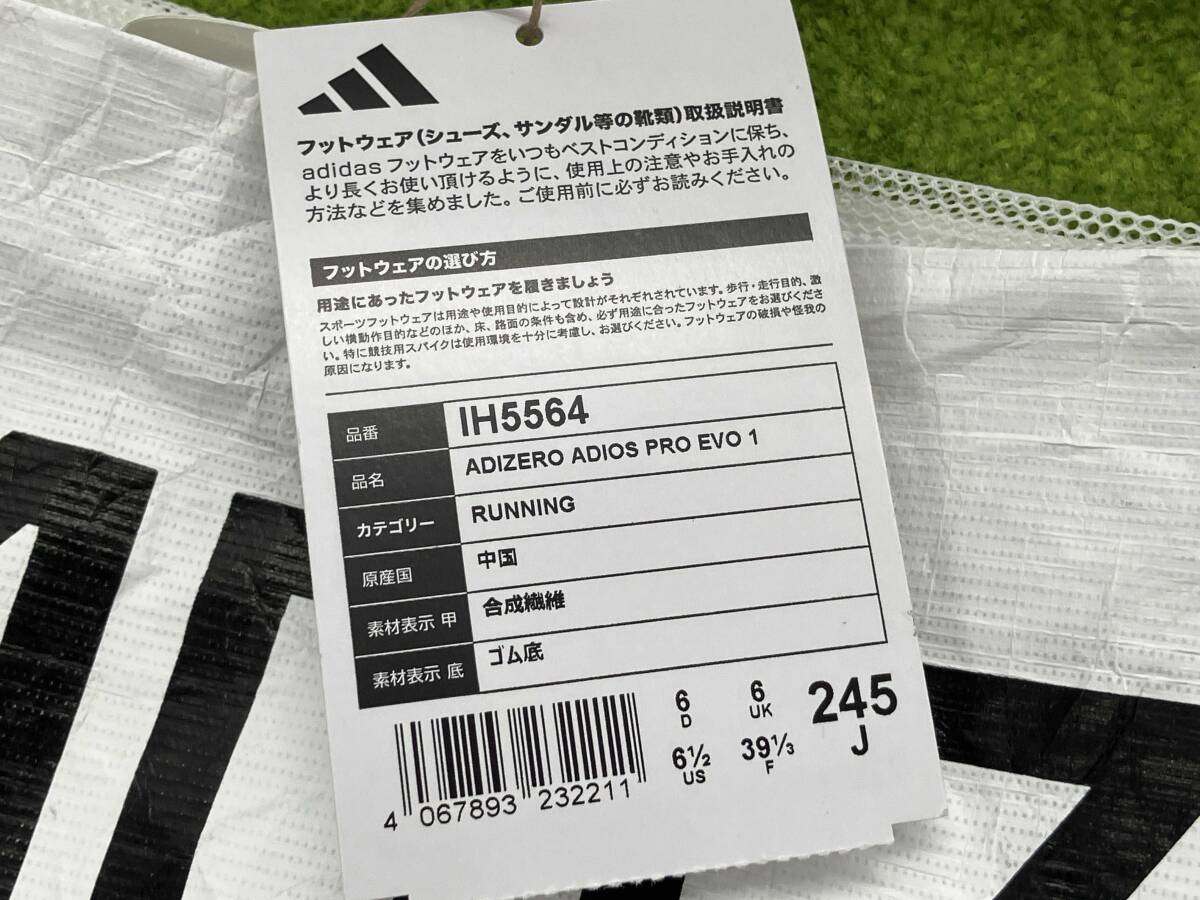 フットウェア(シューズ、サンダル等の靴類)取扱説明書
adidas フットウェアをいつもベストコンディションに保ち、
より長くお使い頂けるように、使用上の注意やお手入れの
方法などを集めました。ご使用前に必ずお読みください。
フットウェアの選び方
用途にあったフットウェアを履きましょう
スポーツフットウェアは用途や使用目的によって設計がそれぞれされています。歩行・走行目的、激
しい横動作目的などのほか、床、路面の条件も含め、必ず用途に合ったフットウェアをお選びくださ
い。特に競技用スパイクは使用環境を十分に考慮し、お選びください。フットウェアの破損や怪我の
原因になります。
品番 IH5564
品名 ADIZERO ADIOS PRO EVO 1
カテゴリー RUNNING
原産国 中国
素材表示 甲 合成繊維
素材表示 底 ゴム底
6 6 245
D UK J
6½ 39⅓
US F
4 067893 232211